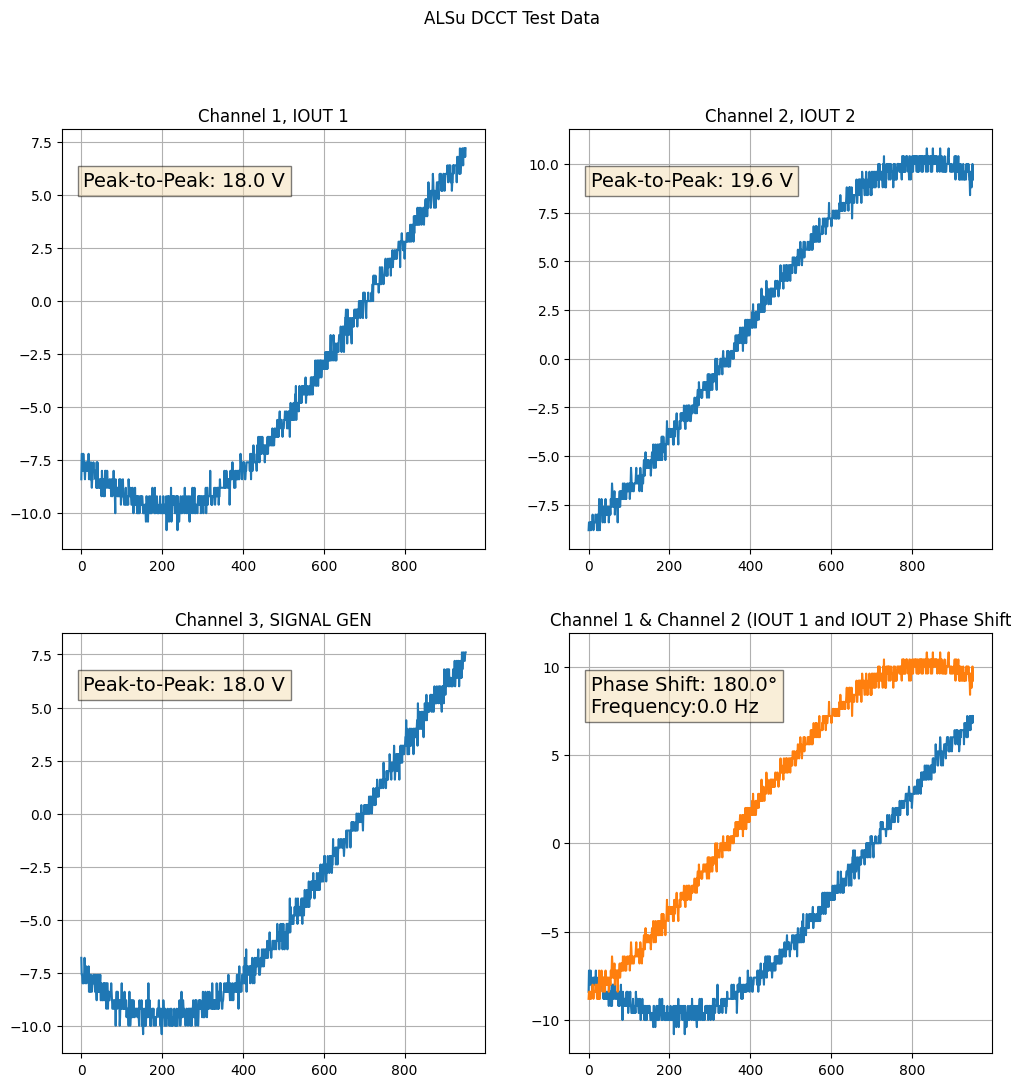 ALSu DCCT Test Data
Channel 1, IOUT 1
7.5
5.0
2.5
0.0
−2.5
−5.0
−7.5
−10.0
0 200 400 600 800
Peak-to-Peak: 18.0 V
Channel 2, IOUT 2
10.0
7.5
5.0
2.5
0.0
−2.5
−5.0
−7.5
0 200 400 600 800
Peak-to-Peak: 19.6 V
Channel 3, SIGNAL GEN
7.5
5.0
2.5
0.0
−2.5
−5.0
−7.5
−10.0
0 200 400 600 800
Peak-to-Peak: 18.0 V
Channel 1 & Channel 2 (IOUT 1 and IOUT 2) Phase Shift
10
5
0
−5
−10
0 200 400 600 800
Phase Shift: 180.0°
Frequency:0.0 Hz